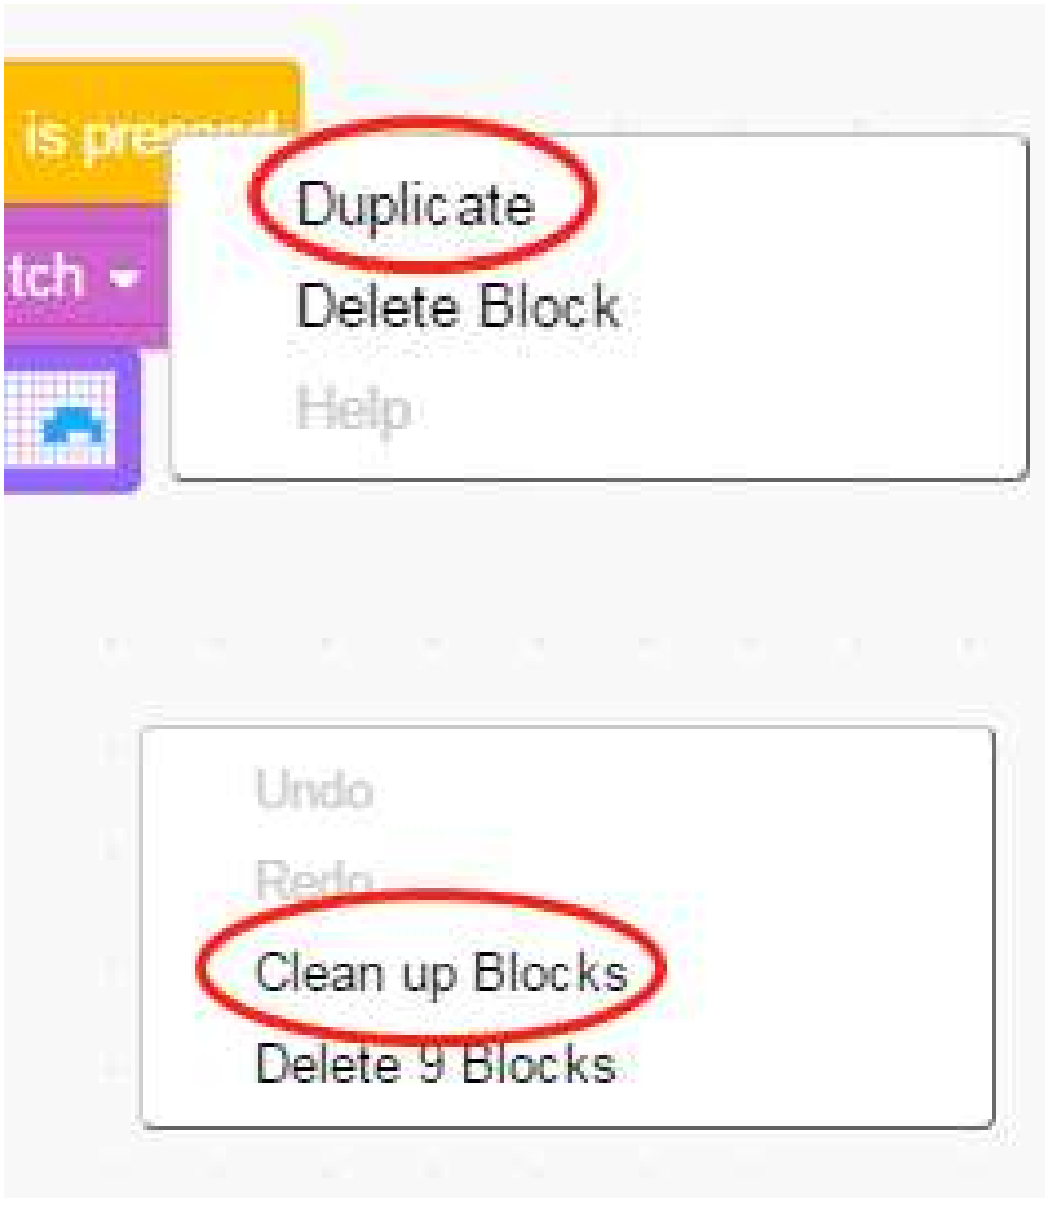 is pressed
Duplicate
tch
Delete Block
Help
Undo
Redo
Clean up Blocks
Delete 9 Blocks